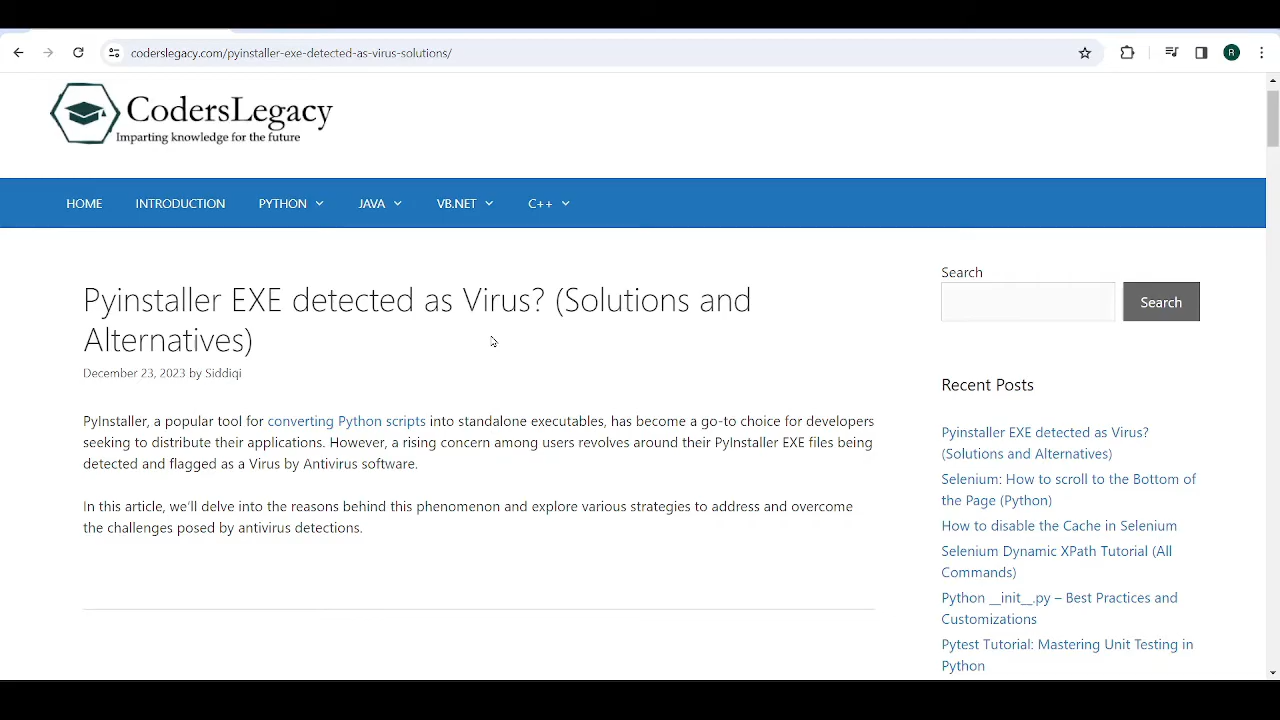 coderslegacy.com/pyinstaller-exe-detected-as-virus-solutions/
R
CodersLegacy
Imparting knowledge for the future
HOME INTRODUCTION PYTHON JAVA VB.NET C++
Pyinstaller EXE detected as Virus? (Solutions and
Alternatives)
December 23, 2023 by Siddiqi
PyInstaller, a popular tool for converting Python scripts into standalone executables, has become a go-to choice for developers
seeking to distribute their applications. However, a rising concern among users revolves around their PyInstaller EXE files being
detected and flagged as a Virus by Antivirus software.
In this article, we'll delve into the reasons behind this phenomenon and explore various strategies to address and overcome
the challenges posed by antivirus detections.
Search
Search
Recent Posts
Pyinstaller EXE detected as Virus?
(Solutions and Alternatives)
Selenium: How to scroll to the Bottom of
the Page (Python)
How to disable the Cache in Selenium
Selenium Dynamic XPath Tutorial (All
Commands)
Python __init__.py – Best Practices and
Customizations
Pytest Tutorial: Mastering Unit Testing in
Python